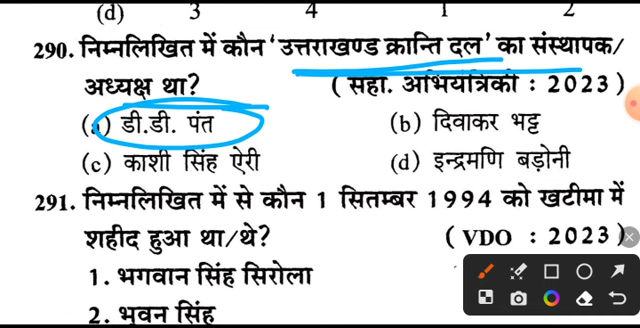 (d) 3 4 1 2
290. निम्नलिखित में कौन ‘उत्तराखण्ड क्रान्ति दल’ का संस्थापक/
अध्यक्ष था? ( सहा. अभियंत्रिकी : 2023)
(a) डी.डी. पंत (b) दिवाकर भट्ट
(c) काशी सिंह ऐरी (d) इन्द्रमणि बड़ोनी
291. निम्नलिखित में से कौन 1 सितम्बर 1994 को खटीमा में
शहीद हुआ था/थे? ( VDO : 2023)
1. भगवान सिंह सिरोला
2. भुवन सिंह